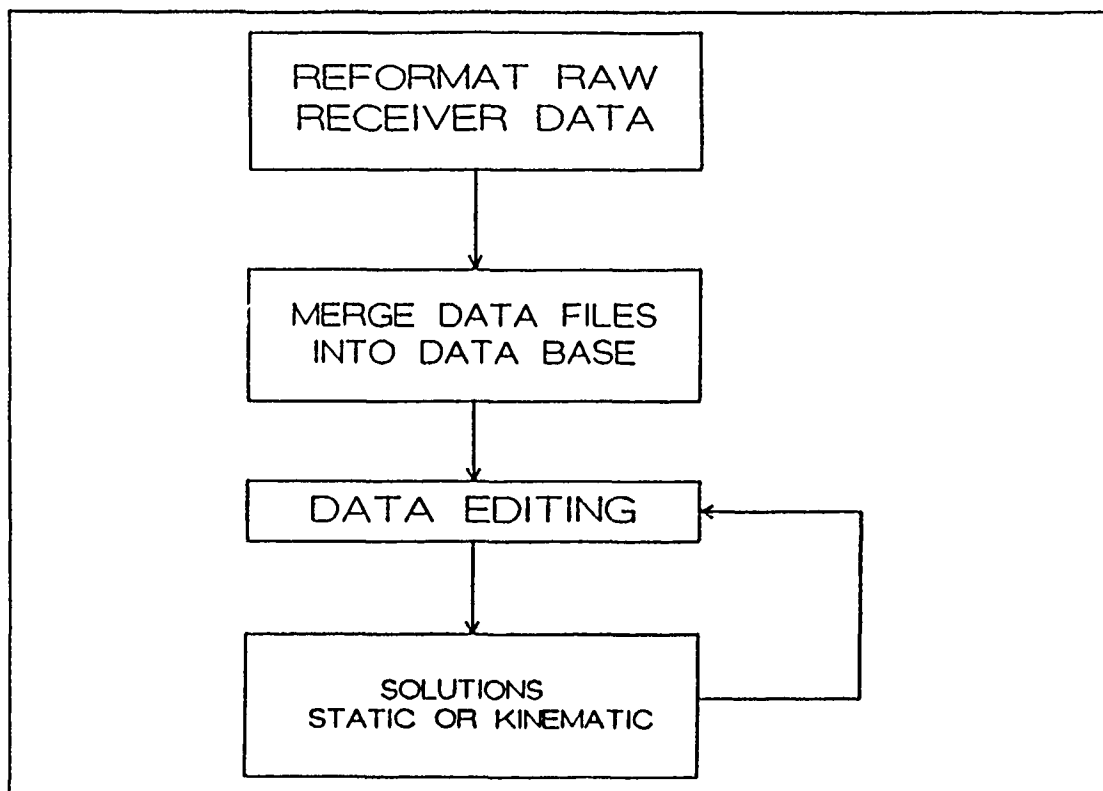 REFORMAT RAW
RECEIVER DATA
MERGE DATA FILES
INTO DATA BASE
DATA EDITING
SOLUTIONS
STATIC OR KINEMATIC